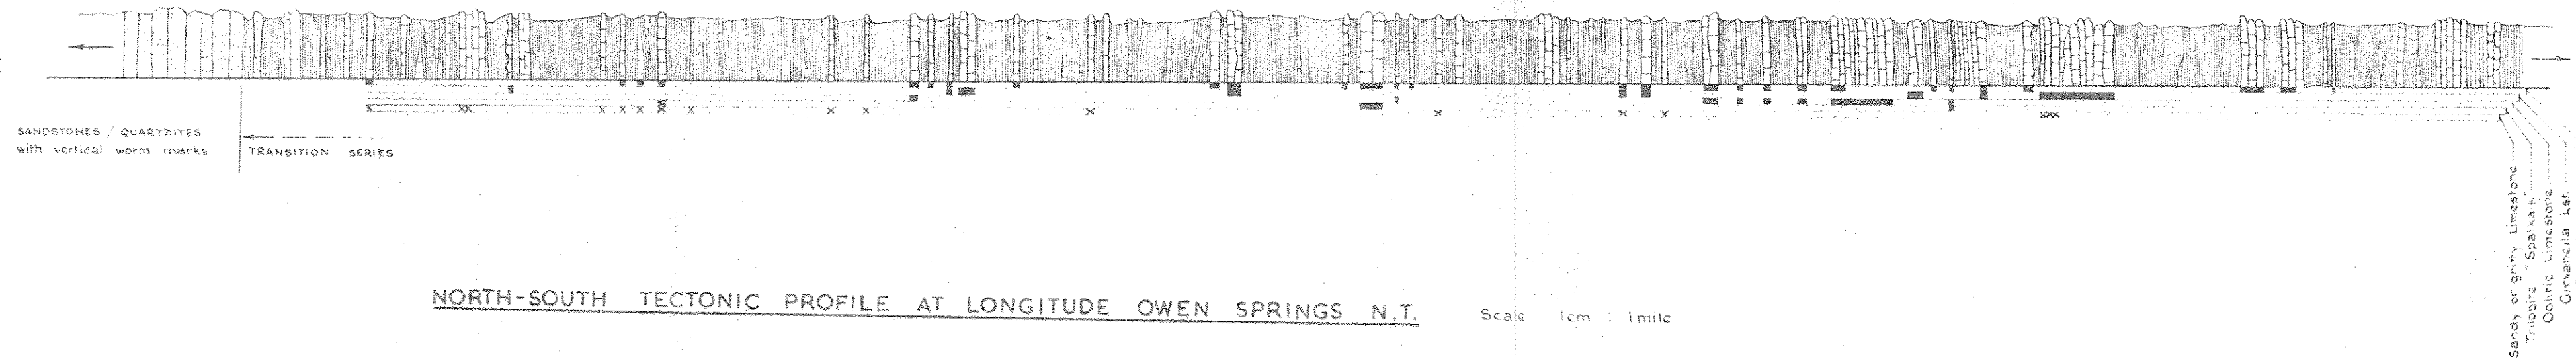 SANDSTONES / QUARTZITES
with vertical worm marks
TRANSITION SERIES
NORTH-SOUTH TECTONIC PROFILE AT LONGITUDE OWEN SPRINGS N.T.
Scale 1cm : 1mile
Sandy or gritty Limestone
Trilobite
Oolitic Limestone
Girvanella Lst.